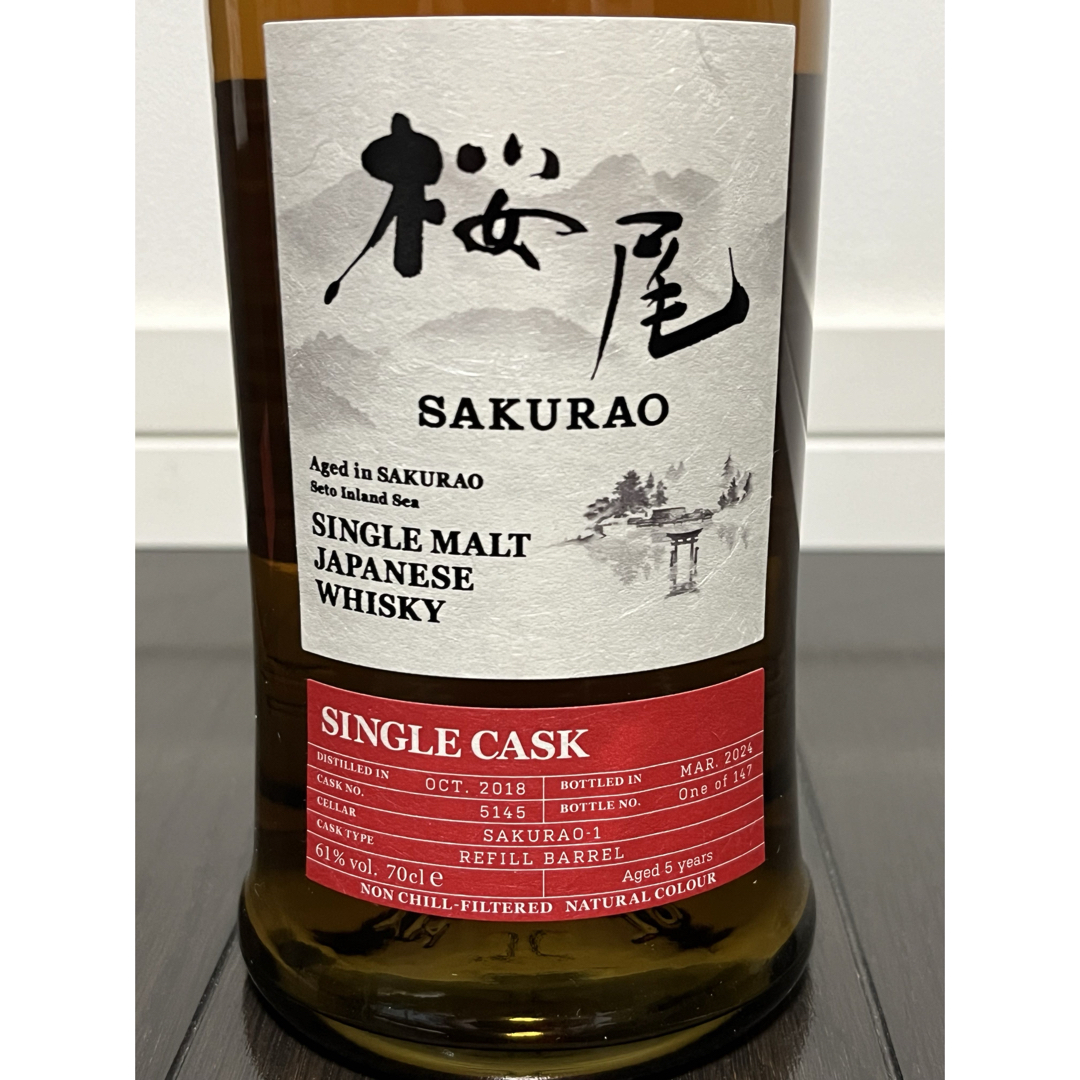 桜尾
SAKURAO
Aged in SAKURAO
Seto Inland Sea
SINGLE MALT
JAPANESE
WHISKY
SINGLE CASK
DISTILLED IN OCT. 2018 BOTTLED IN MAR. 2024
CASK NO. 5145 BOTTLE NO. One of 147
CELLAR SAKURAO-1
CASK TYPE REFILL BARREL
61% vol. 70cl e Aged 5 years
NON CHILL-FILTERED NATURAL COLOUR